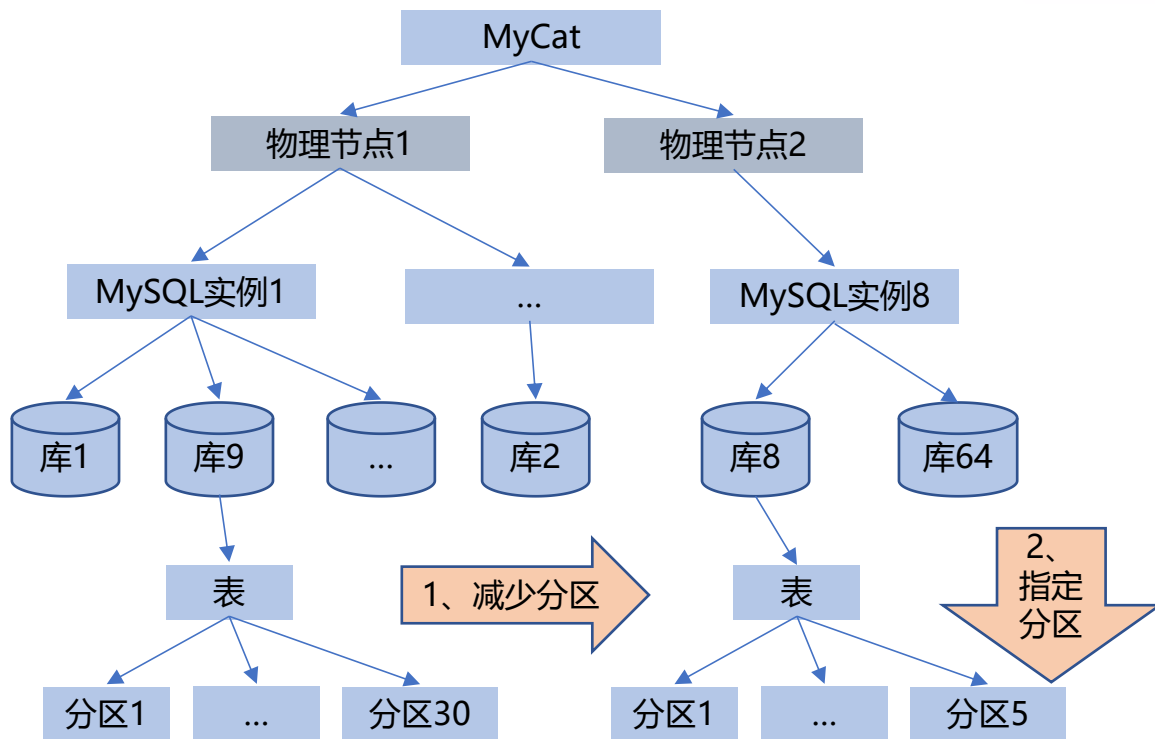 MyCat
物理节点1
物理节点2
MySQL实例1
...
MySQL实例8
库1
库9
...
库2
库8
库64
表
1、减少分区
表
2、
指定
分区
分区1
...
分区30
分区1
...
分区5